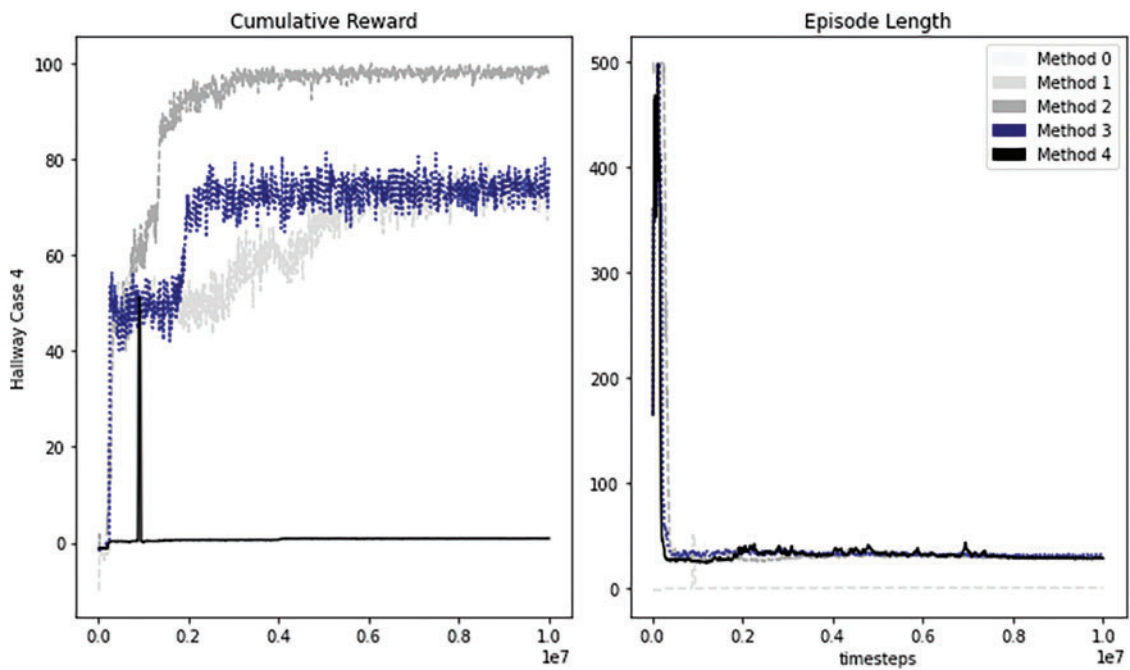 Cumulative Reward
Hallway Case 4
100
80
60
40
20
0
0.0 0.2 0.4 0.6 0.8 1.0
1e7
Episode Length
500
400
300
200
100
0
Method 0
Method 1
Method 2
Method 3
Method 4
0.0 0.2 0.4 0.6 0.8 1.0
timesteps 1e7